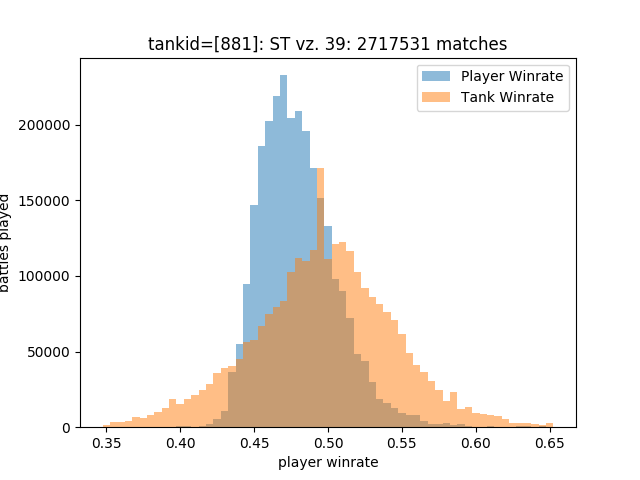 tankid=[881]: ST vz. 39: 2717531 matches
Player Winrate
Tank Winrate
battles played
200000
150000
100000
50000
0
0.35 0.40 0.45 0.50 0.55 0.60 0.65
player winrate